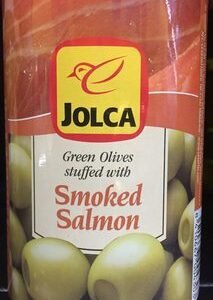 JOLCA
Green Olives
stuffed with
Smoked
Salmon